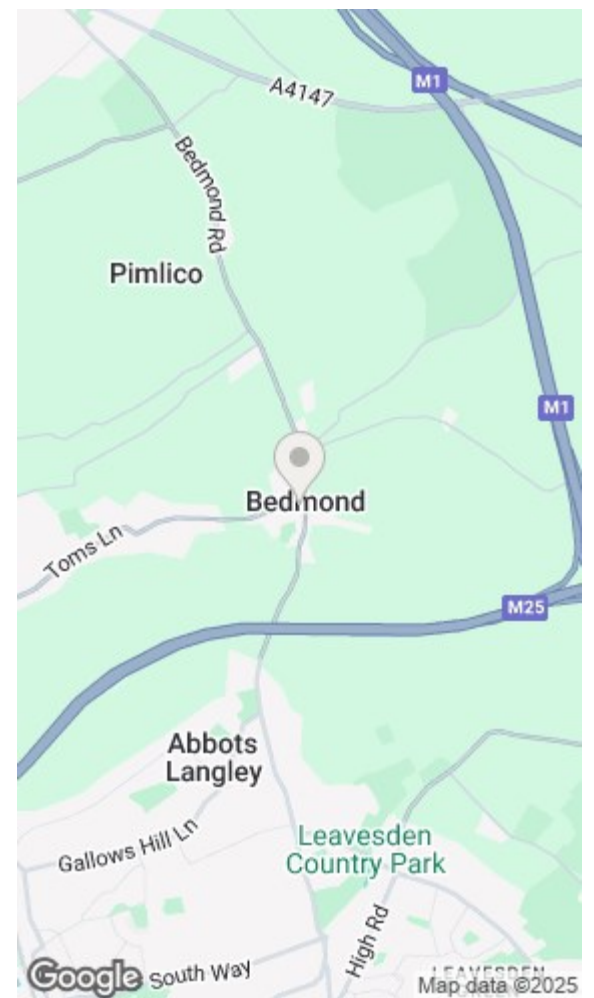 M1
A4147
Bedmond Rd
Pimlico
M1
Bedmond
Toms Ln
M25
Abbots
Langley
Leavesden
Country Park
Gallows Hill Ln
High Rd
LEAVESDEN
South Way
Google
Map data ©2025